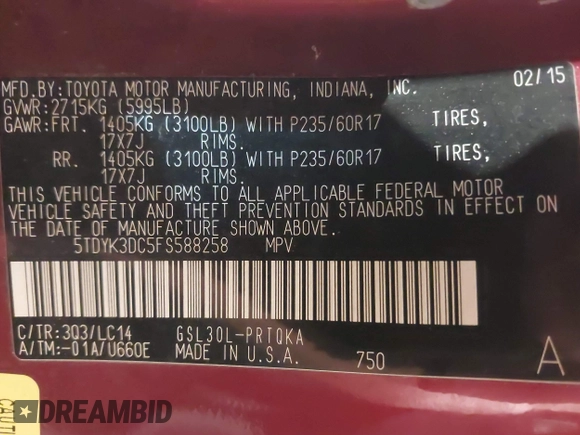 MFD.BY:TOYOTA MOTOR MANUFACTURING, INDIANA, INC. 02/15
GVWR:2715KG (5995LB)
GAWR:FRT. 1405KG (3100LB) WITH P235/60R17 TIRES,
17X7J RIMS.
RR. 1405KG (3100LB) WITH P235/60R17 TIRES,
17X7J RIMS.
THIS VEHICLE CONFORMS TO ALL APPLICABLE FEDERAL MOTOR
VEHICLE SAFETY AND THEFT PREVENTION STANDARDS IN EFFECT ON
THE DATE OF MANUFACTURE SHOWN ABOVE.
5TDYK3DC5FS588258 MPV
C/TR:3Q3/LC14 GSL30L-PRTQKA
A/TM:-01A/U660E MADE IN U.S.A. 750 A
DREAMBID